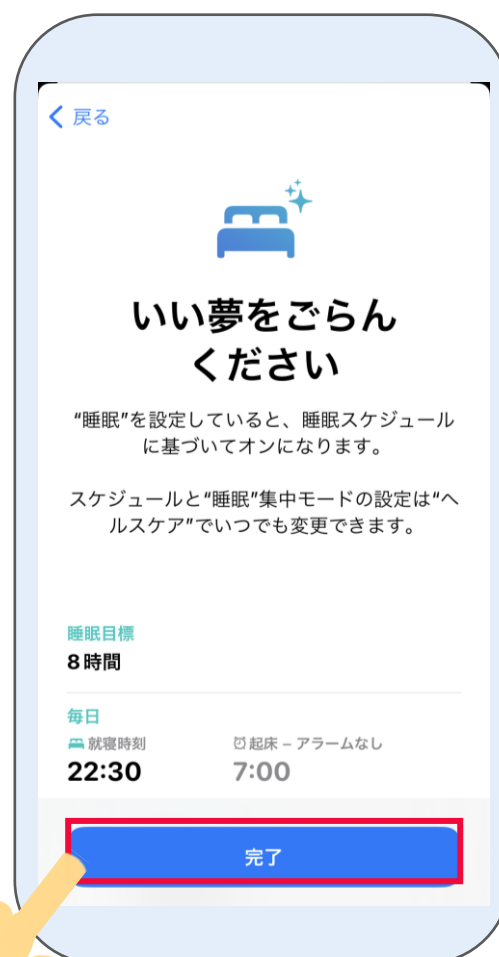 戻る
いい夢をごらん
ください
“睡眠”を設定していると、睡眠スケジュール
に基づいてオンになります。
スケジュールと“睡眠”集中モードの設定は“ヘ
ルスケア”でいつでも変更できます。
睡眠目標
8時間
毎日
就寝時刻 起床 – アラームなし
22:30 7:00
完了